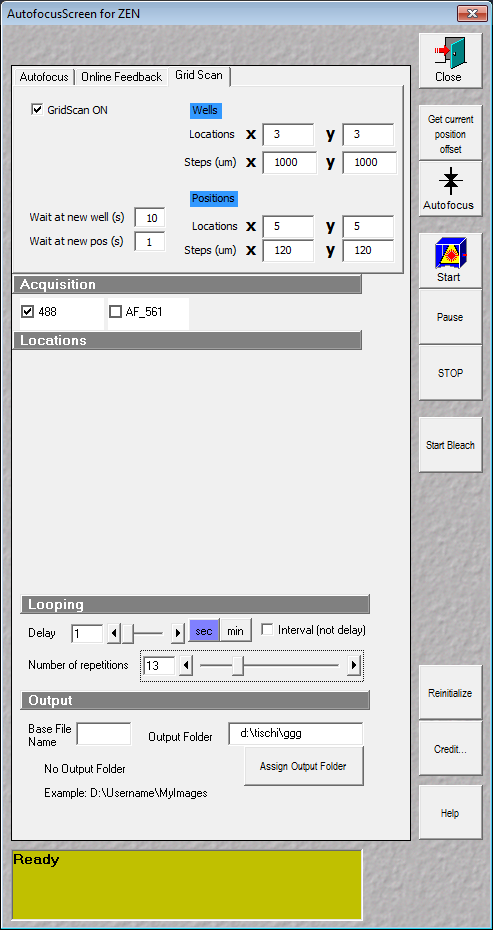 AutofocusScreen for ZEN
Autofocus Online Feedback Grid Scan
GridScan ON
Wells
Locations x 3 y 3
Steps (um) x 1000 y 1000
Positions
Wait at new well (s) 10
Locations x 5 y 5
Wait at new pos (s) 1
Steps (um) x 120 y 120
Acquisition
488 AF_561
Locations
Looping
Delay 1 sec min Interval (not delay)
Number of repetitions 13
Output
Base File
Name
Output Folder d:\tischi\ggg
No Output Folder
Assign Output Folder
Example: D:\Username\MyImages
Ready
Close
Get current
position
offset
Autofocus
Start
Pause
STOP
Start Bleach
Reinitialize
Credit...
Help